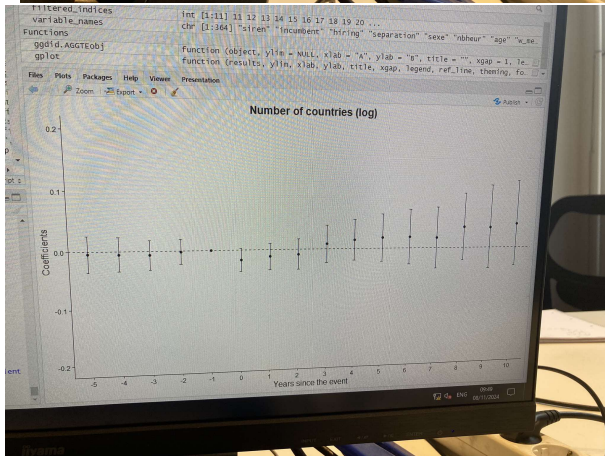 filtered_indices int [1:11] 11 12 13 14 15 16 17 18 19 20 ...
variable_names chr [1:364] "siren" "incumbent" "hiring" "separation" "sexe" "nbheur" "age" "w_me…
Functions
ggdid.AGGTEobj function (object, ylim = NULL, xlab = "A", ylab = "B", title = "", xgap = 1, le…
gplot function (results, ylim, xlab, ylab, title, xgap, legend, ref_line, theming, fo…
Files Plots Packages Help Viewer Presentation
Zoom Export Publish
Number of countries (log)
0.2
0.1
0.0
-0.1
-0.2
Coefficients
-5 -4 -3 -2 -1 0 1 2 3 4 5 6 7 8 9 10
Years since the event
ENG
09:49
08/11/2024
iiyama